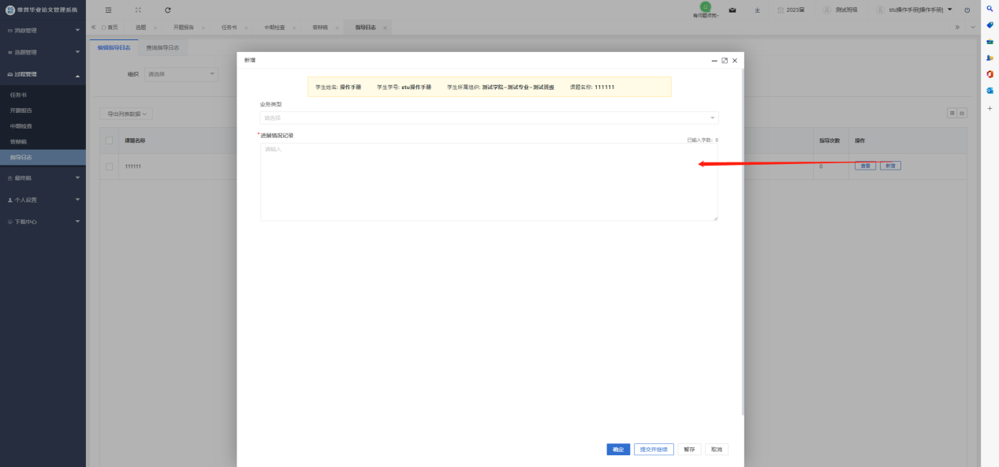 维普毕业论文管理系统
有问题点我~
2023届
测试班级
stu操作手册[操作手册]
首页
选题
开题报告
任务书
中期检查
答辩稿
指导日志
消息管理
选题管理
过程管理
任务书
开题报告
中期检查
答辩稿
指导日志
最终稿
个人设置
下载中心
编辑指导日志
查询指导日志
组织
请选择
导出列表数据
课题名称
指导次数
操作
111111
0
查看
新增
新增
学生姓名: 操作手册 学生学号: stu操作手册 学生所属组织: 测试学院~测试专业~测试班级 课题名称: 111111
业务类型
请选择
*进展情况记录
已输入字数: 0
请输入
确定
提交并继续
暂存
取消